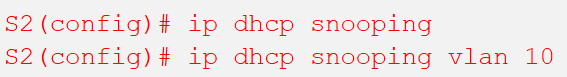 S2(config)# ip dhcp snooping
S2(config)# ip dhcp snooping vlan 10